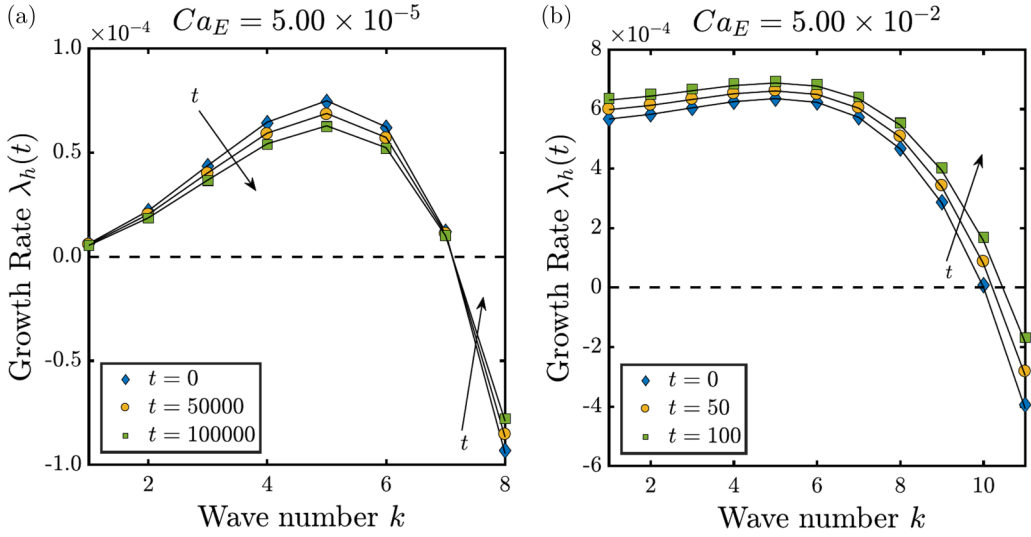 (a)
Ca_E = 5.00 × 10^-5
×10^-4
1.0
0.5
0.0
-0.5
-1.0
Growth Rate λ_h(t)
t
t
t = 0
t = 50000
t = 100000
2 4 6 8
Wave number k
(b)
Ca_E = 5.00 × 10^-2
×10^-4
8
6
4
2
0
-2
-4
-6
Growth Rate λ_h(t)
t
t = 0
t = 50
t = 100
2 4 6 8 10
Wave number k